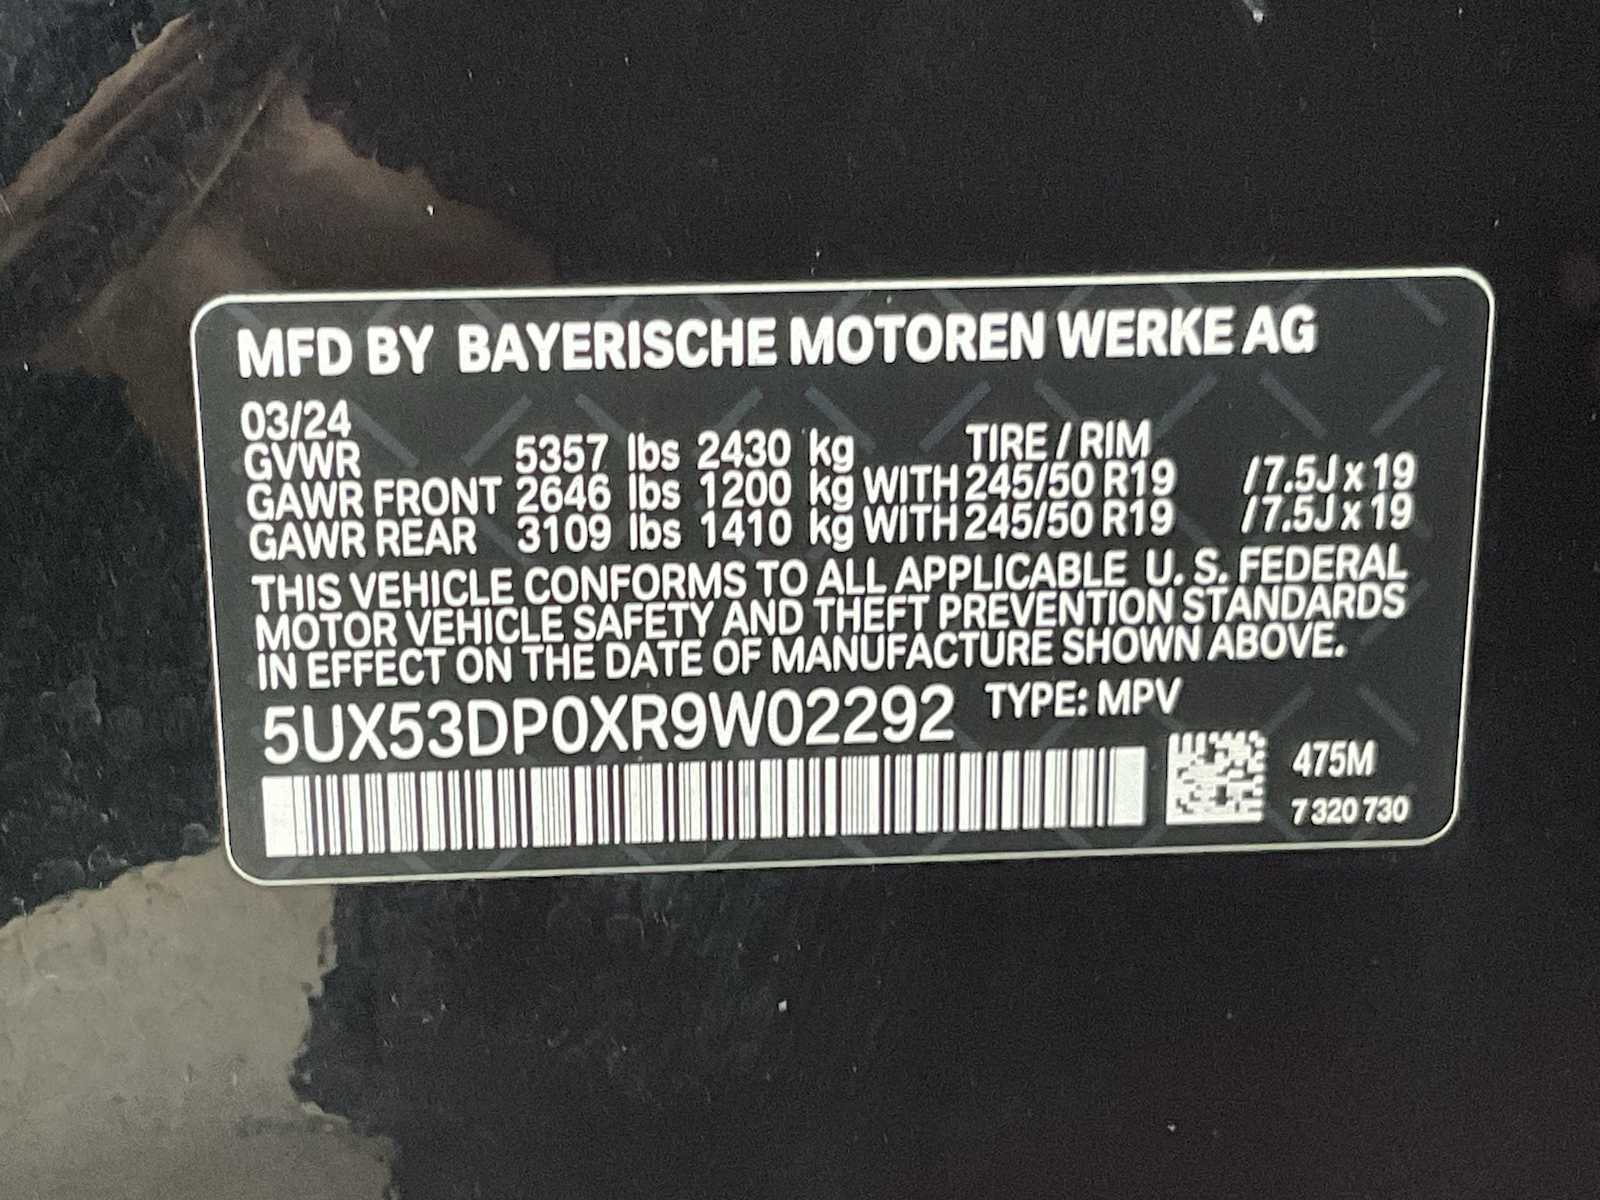 MFD BY BAYERISCHE MOTOREN WERKE AG
03/24
GVWR 5357 lbs 2430 kg TIRE / RIM
GAWR FRONT 2646 lbs 1200 kg WITH 245/50 R19 /7.5J x 19
GAWR REAR 3109 lbs 1410 kg WITH 245/50 R19 /7.5J x 19
THIS VEHICLE CONFORMS TO ALL APPLICABLE U. S. FEDERAL
MOTOR VEHICLE SAFETY AND THEFT PREVENTION STANDARDS
IN EFFECT ON THE DATE OF MANUFACTURE SHOWN ABOVE.
5UX53DP0XR9W02292 TYPE: MPV
475M
7 320 730